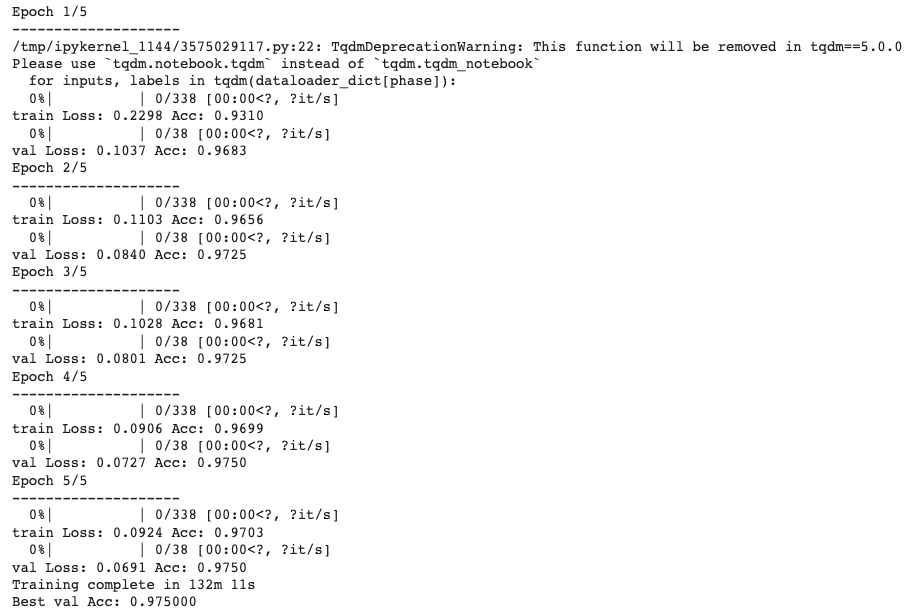 Epoch 1/5
--------------------
/tmp/ipykernel_1144/3575029117.py:22: TqdmDeprecationWarning: This function will be removed in tqdm==5.0.0
Please use `tqdm.notebook.tqdm` instead of `tqdm.tqdm_notebook`
  for inputs, labels in tqdm(dataloader_dict[phase]):
  0%|          | 0/338 [00:00<?, ?it/s]
train Loss: 0.2298 Acc: 0.9310
  0%|          | 0/38 [00:00<?, ?it/s]
val Loss: 0.1037 Acc: 0.9683
Epoch 2/5
--------------------
  0%|          | 0/338 [00:00<?, ?it/s]
train Loss: 0.1103 Acc: 0.9656
  0%|          | 0/38 [00:00<?, ?it/s]
val Loss: 0.0840 Acc: 0.9725
Epoch 3/5
--------------------
  0%|          | 0/338 [00:00<?, ?it/s]
train Loss: 0.1028 Acc: 0.9681
  0%|          | 0/38 [00:00<?, ?it/s]
val Loss: 0.0801 Acc: 0.9725
Epoch 4/5
--------------------
  0%|          | 0/338 [00:00<?, ?it/s]
train Loss: 0.0906 Acc: 0.9699
  0%|          | 0/38 [00:00<?, ?it/s]
val Loss: 0.0727 Acc: 0.9750
Epoch 5/5
--------------------
  0%|          | 0/338 [00:00<?, ?it/s]
train Loss: 0.0924 Acc: 0.9703
  0%|          | 0/38 [00:00<?, ?it/s]
val Loss: 0.0691 Acc: 0.9750
Training complete in 132m 11s
Best val Acc: 0.975000